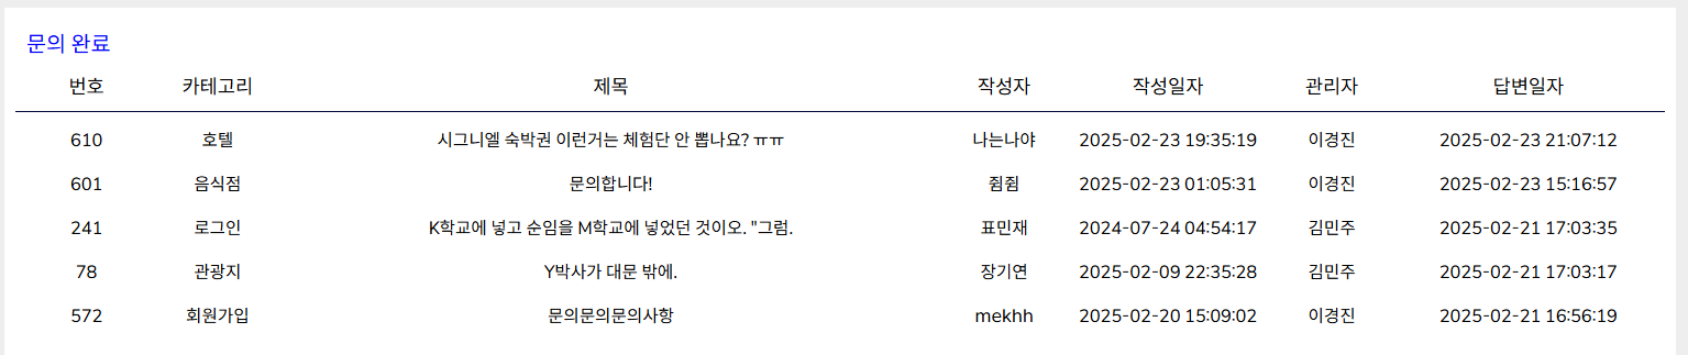 문의 완료
번호 카테고리 제목 작성자 작성일자 관리자 답변일자
610 호텔 시그니엘 숙박권 이런거는 체험단 안 뽑나요? ㅠㅠ 나는나야 2025-02-23 19:35:19 이경진 2025-02-23 21:07:12
601 음식점 문의합니다! 쥠쥠 2025-02-23 01:05:31 이경진 2025-02-23 15:16:57
241 로그인 K학교에 넣고 순임을 M학교에 넣었던 것이오. "그럼. 표민재 2024-07-24 04:54:17 김민주 2025-02-21 17:03:35
78 관광지 Y박사가 대문 밖에. 장기연 2025-02-09 22:35:28 김민주 2025-02-21 17:03:17
572 회원가입 문의문의문의사항 mekhh 2025-02-20 15:09:02 이경진 2025-02-21 16:56:19